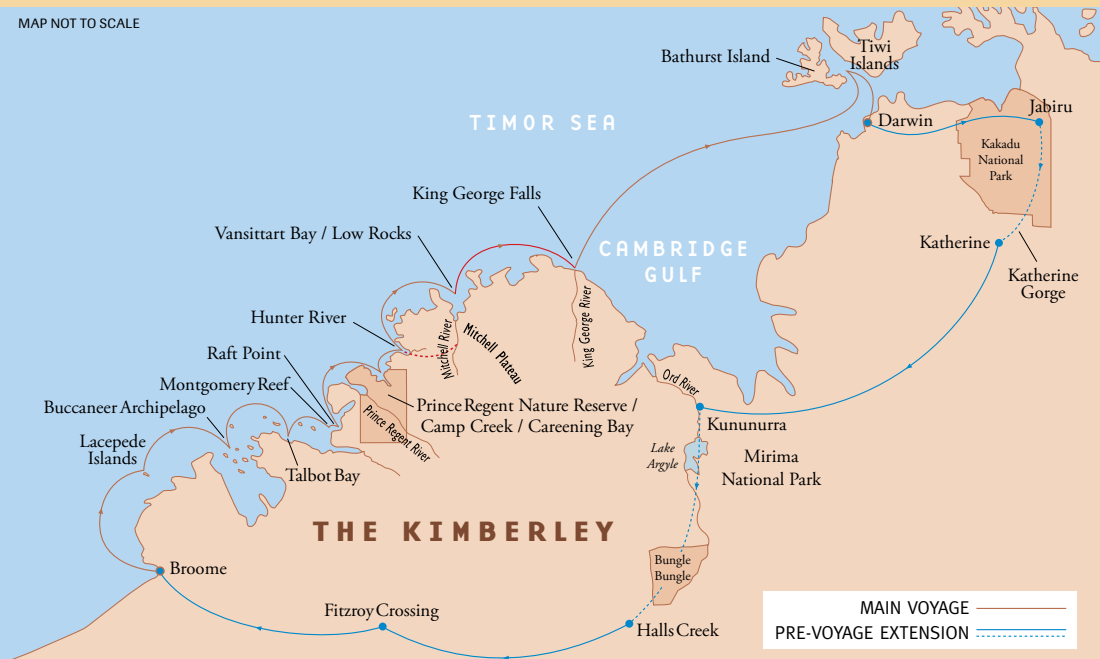 MAP NOT TO SCALE
Bathurst Island
Tiwi
Islands
TIMOR SEA
Darwin
Jabiru
Kakadu
National
Park
King George Falls
Vansittart Bay / Low Rocks
CAMBRIDGE
GULF
Katherine
Katherine
Gorge
Hunter River
Mitchell River
Mitchell Plateau
King George River
Raft Point
Montgomery Reef
Buccaneer Archipelago
Ord River
Prince Regent Nature Reserve /
Camp Creek / Careening Bay
Prince Regent River
Kununurra
Lacepede
Islands
Talbot Bay
Lake
Argyle
Mirima
National Park
THE KIMBERLEY
Bungle
Bungle
Broome
Fitzroy Crossing
Halls Creek
MAIN VOYAGE
PRE-VOYAGE EXTENSION